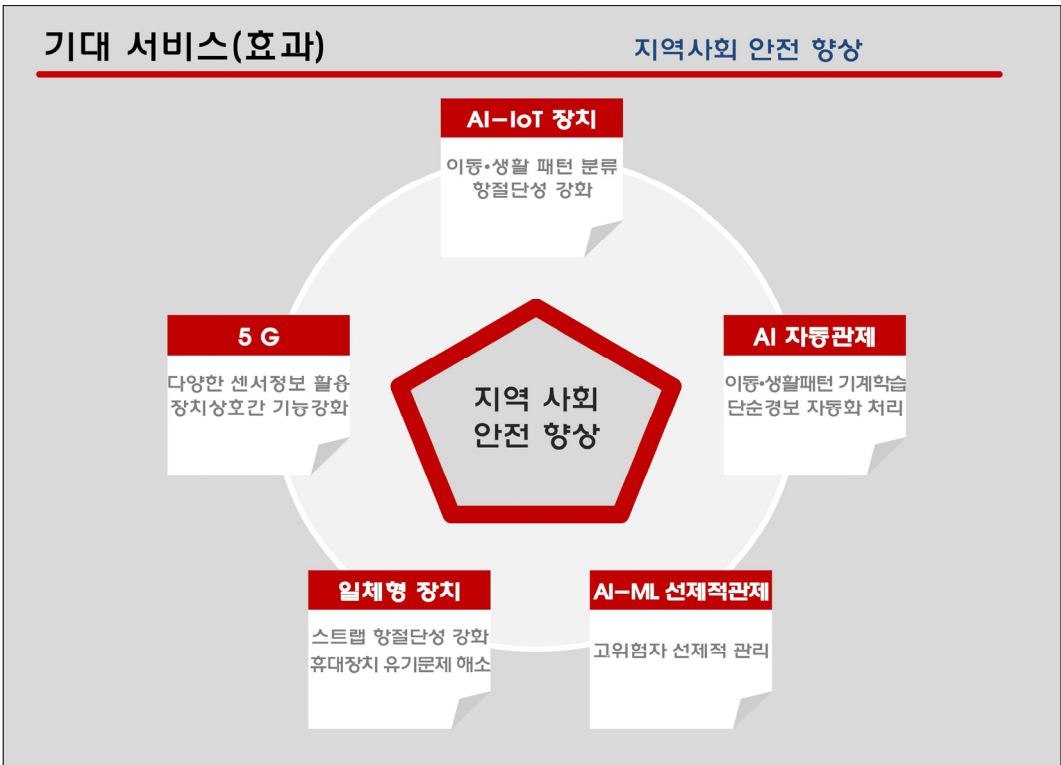 기대 서비스(효과)
지역사회 안전 향상
AI-IoT 장치
이동•생활 패턴 분류
항절단성 강화
5 G
다양한 센서정보 활용
장치상호간 기능강화
지역 사회
안전 향상
AI 자동관제
이동•생활패턴 기계학습
단순경보 자동화 처리
일체형 장치
스트랩 항절단성 강화
휴대장치 유기문제 해소
AI-ML 선제적관제
고위험자 선제적 관리